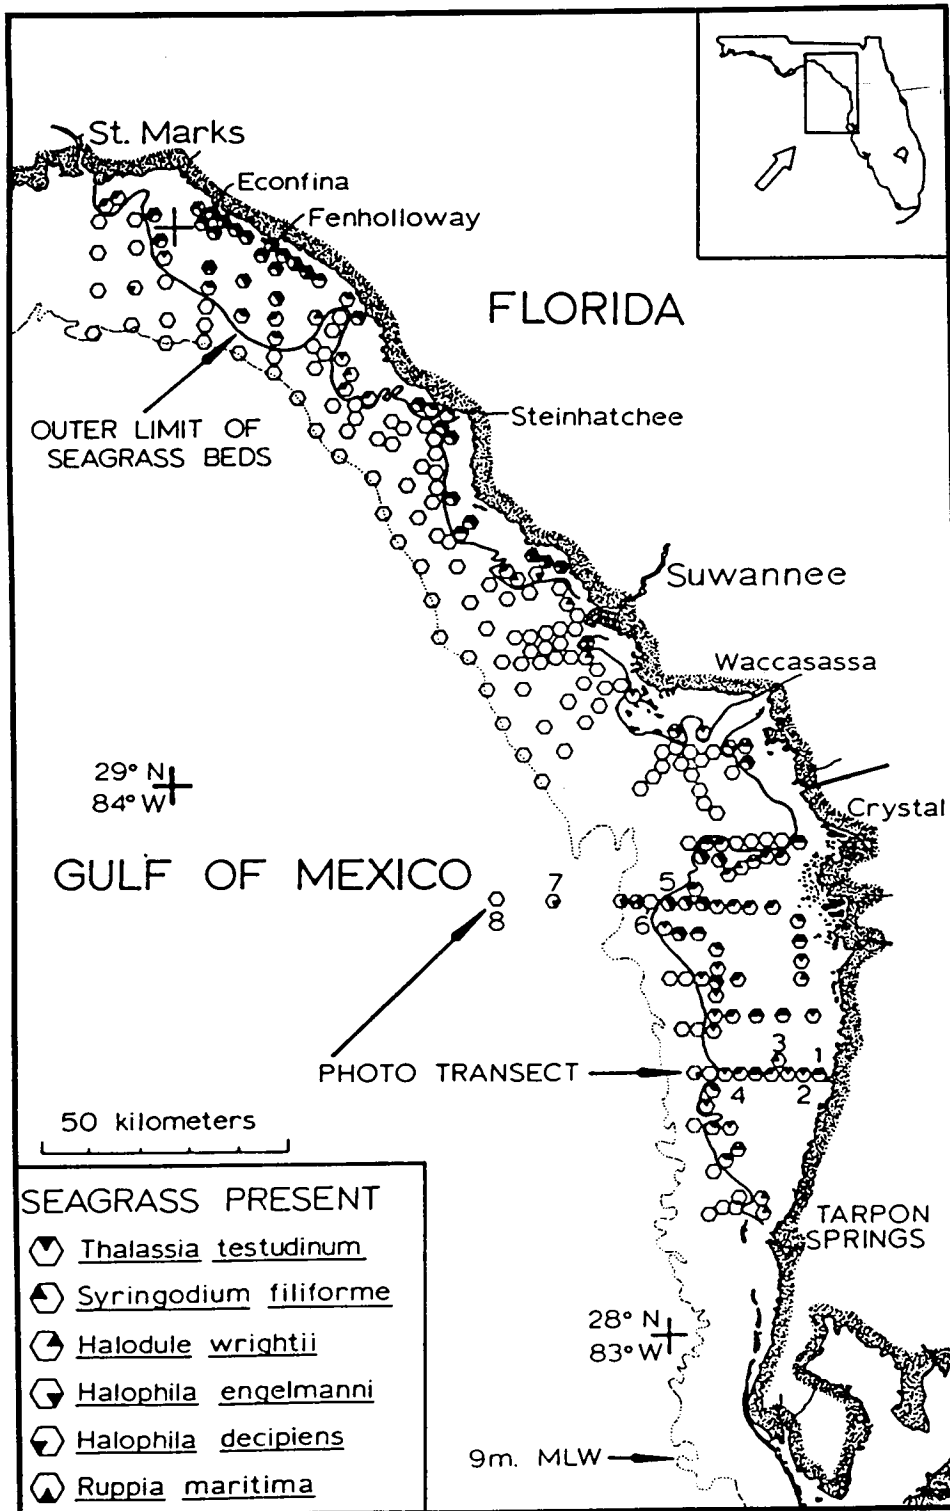 St. Marks
Econfina
Fenholloway
FLORIDA
OUTER LIMIT OF
SEAGRASS BEDS
Steinhatchee
Suwannee
Waccasassa
29° N
84° W
Crystal
GULF OF MEXICO
7
5
8
6
3
1
PHOTO TRANSECT
4
2
50 kilometers
SEAGRASS PRESENT
Thalassia testudinum
Syringodium filiforme
Halodule wrightii
Halophila engelmanni
Halophila decipiens
Ruppia maritima
TARPON
SPRINGS
28° N
83° W
9m. MLW